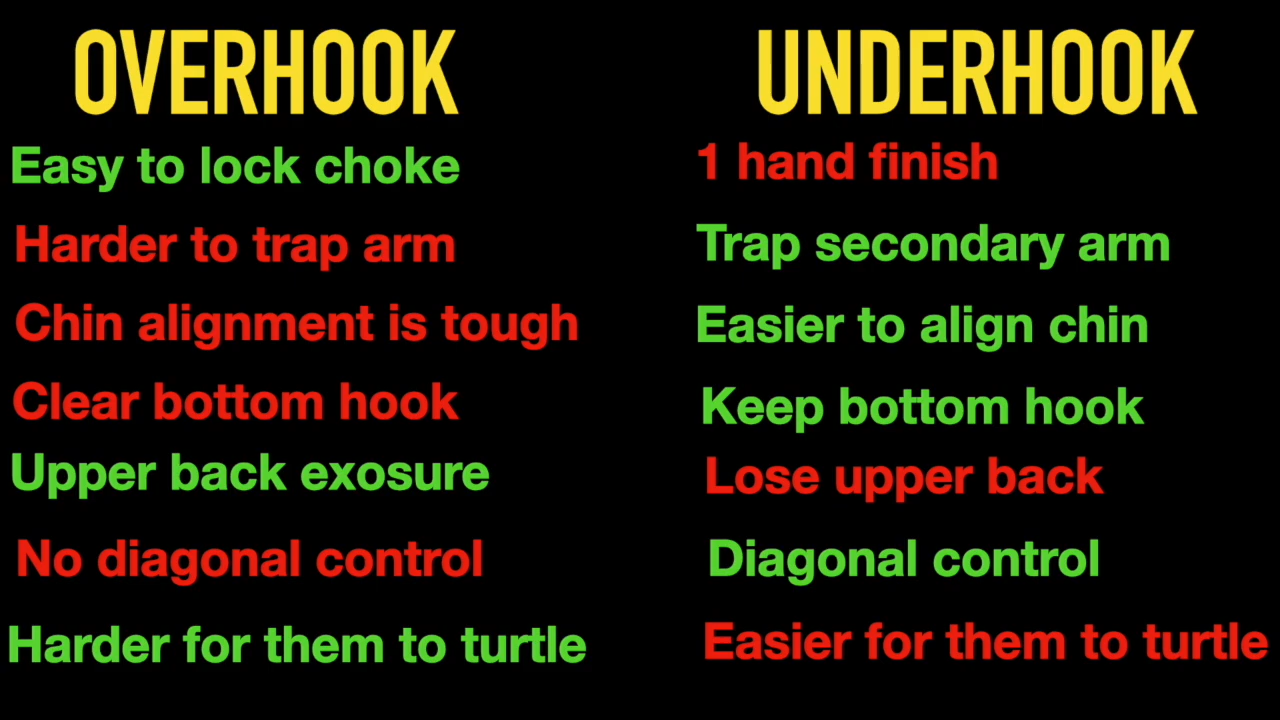 OVERHOOK
Easy to lock choke
Harder to trap arm
Chin alignment is tough
Clear bottom hook
Upper back exosure
No diagonal control
Harder for them to turtle
UNDERHOOK
1 hand finish
Trap secondary arm
Easier to align chin
Keep bottom hook
Lose upper back
Diagonal control
Easier for them to turtle